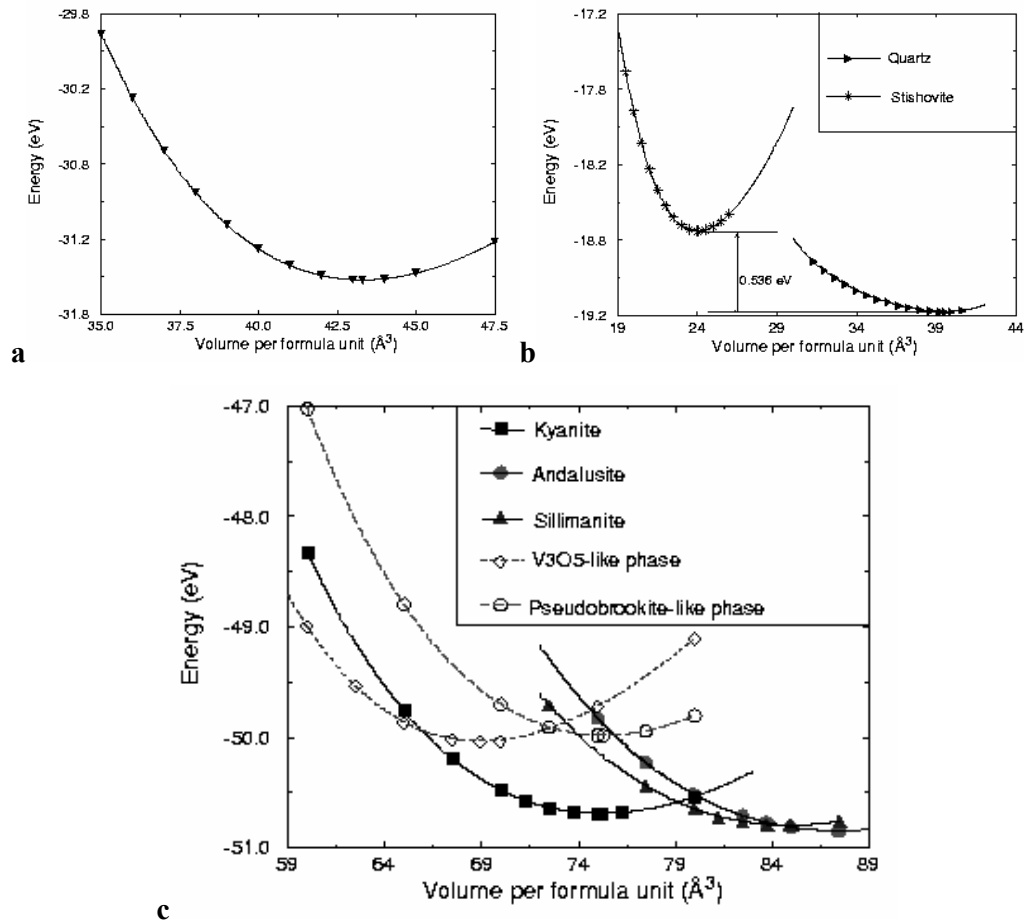 -29.8
-30.2
-30.8
-31.2
-31.8
Energy (eV)
35.0 37.5 40.0 42.5 45.0 47.5
Volume per formula unit (Å³)
a
-17.2
-17.8
-18.2
-18.8
-19.2
Energy (eV)
Quartz
Stishovite
0.536 eV
19 24 29 34 39 44
Volume per formula unit (Å³)
b
-47.0
-48.0
-49.0
-50.0
-51.0
Energy (eV)
Kyanite
Andalusite
Sillimanite
V3O5-like phase
Pseudobrookite-like phase
59 64 69 74 79 84 89
Volume per formula unit (Å³)
c